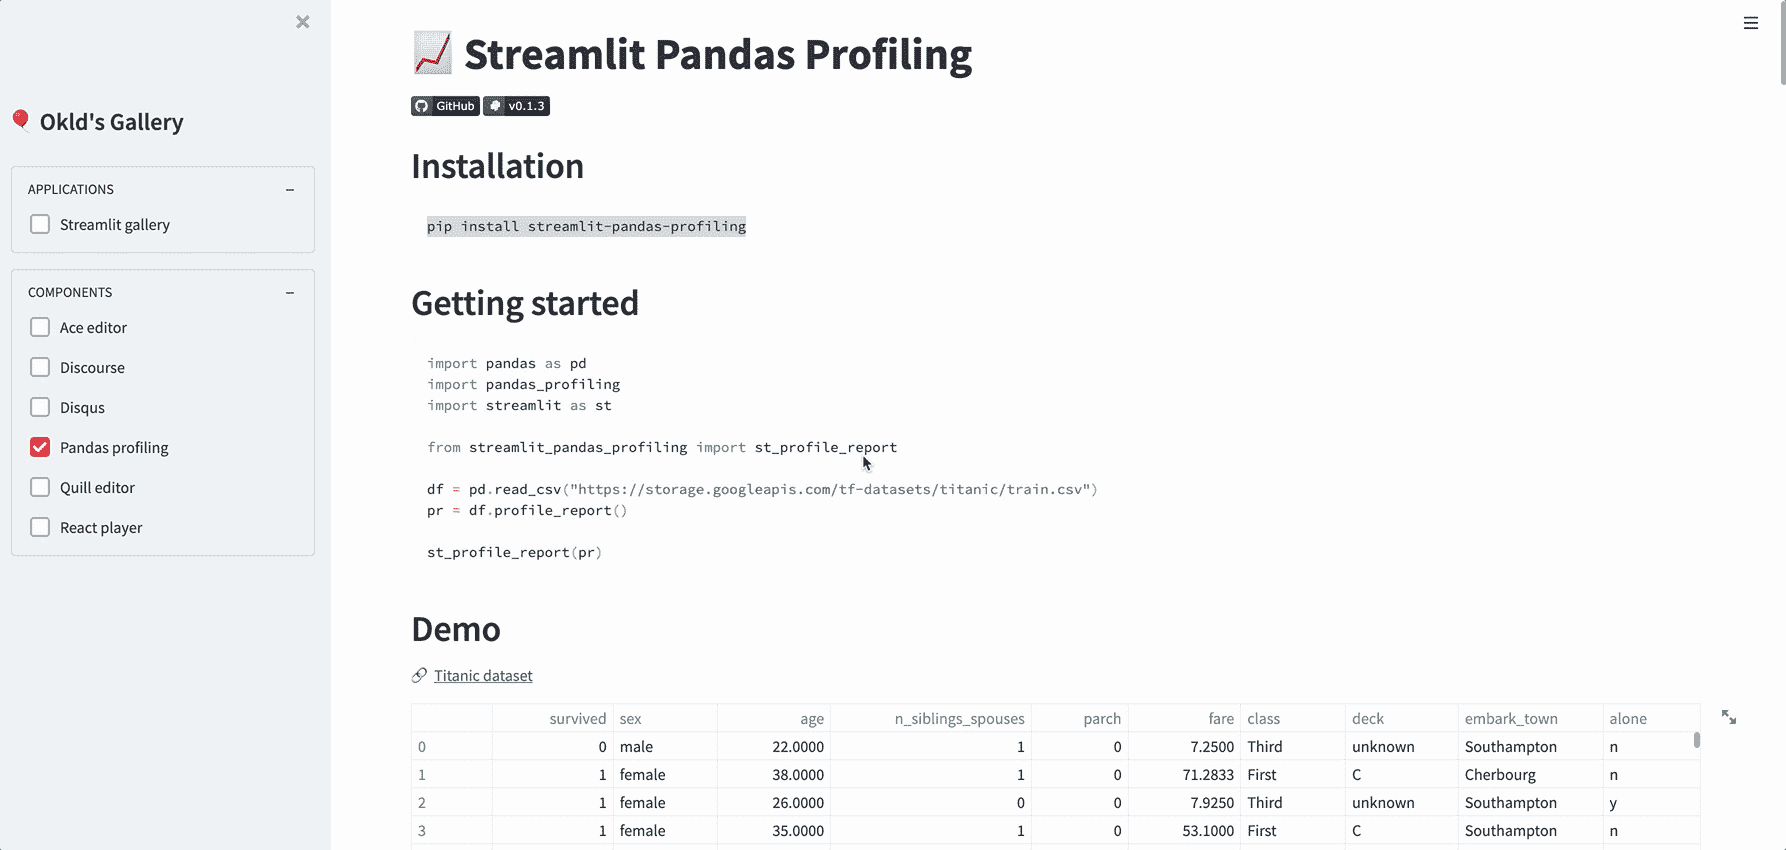 Okld's Gallery
APPLICATIONS
Streamlit gallery
COMPONENTS
Ace editor
Discourse
Disqus
Pandas profiling
Quill editor
React player
Streamlit Pandas Profiling
GitHub v0.1.3
Installation
pip install streamlit-pandas-profiling
Getting started
import pandas as pd
import pandas_profiling
import streamlit as st
from streamlit_pandas_profiling import st_profile_report
df = pd.read_csv("https://storage.googleapis.com/tf-datasets/titanic/train.csv")
pr = df.profile_report()
st_profile_report(pr)
Demo
Titanic dataset
survived sex age n_siblings_spouses parch fare class deck embark_town alone
0 0 male 22.0000 1 0 7.2500 Third unknown Southampton n
1 1 female 38.0000 1 0 71.2833 First C Cherbourg n
2 1 female 26.0000 0 0 7.9250 Third unknown Southampton y
3 1 female 35.0000 1 0 53.1000 First C Southampton n